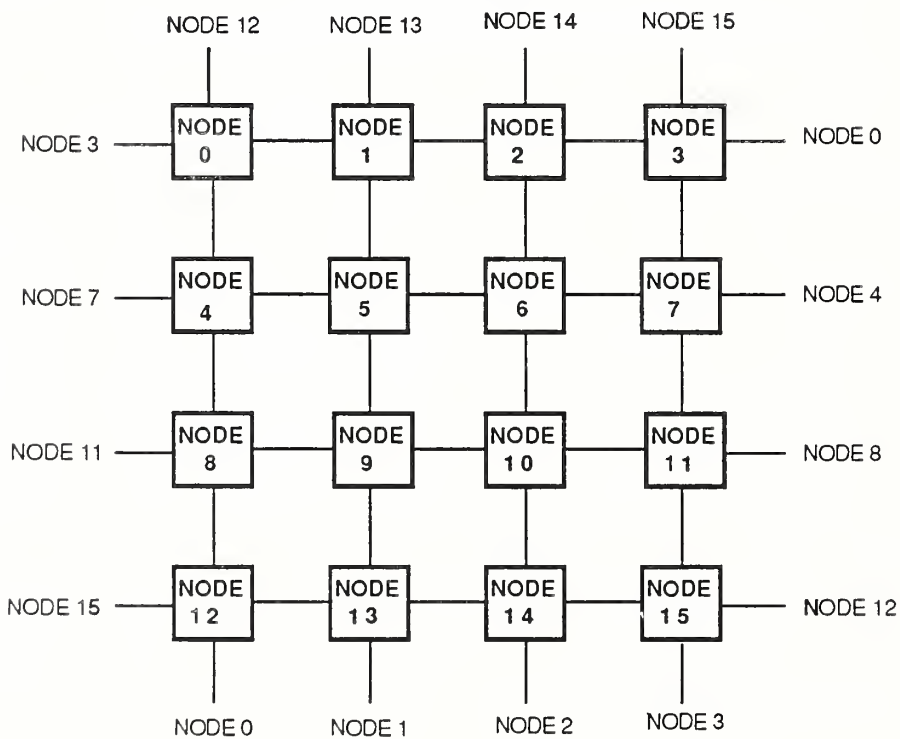 NODE 12 NODE 13 NODE 14 NODE 15
NODE 3
NODE
0
NODE
1
NODE
2
NODE
3
NODE 0
NODE 7
NODE
4
NODE
5
NODE
6
NODE
7
NODE 4
NODE 11
NODE
8
NODE
9
NODE
10
NODE
11
NODE 8
NODE 15
NODE
12
NODE
13
NODE
14
NODE
15
NODE 12
NODE 0 NODE 1 NODE 2 NODE 3